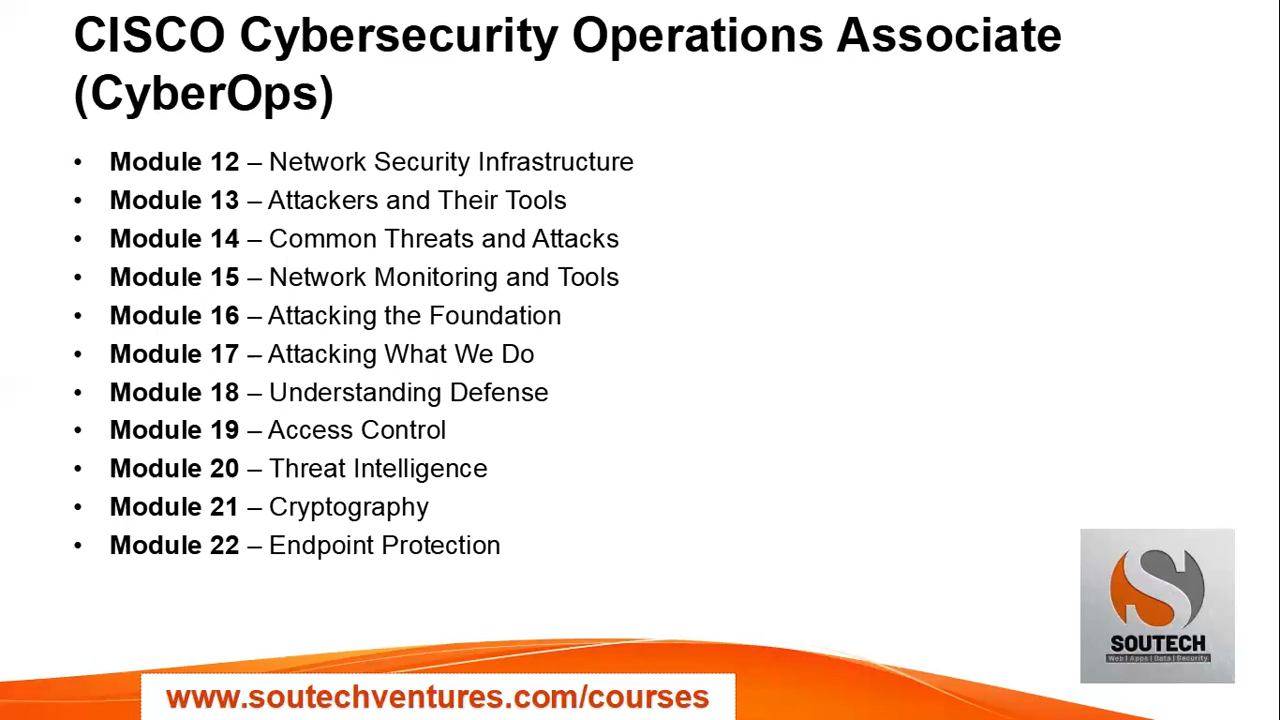 CISCO Cybersecurity Operations Associate
(CyberOps)
• Module 12 – Network Security Infrastructure
• Module 13 – Attackers and Their Tools
• Module 14 – Common Threats and Attacks
• Module 15 – Network Monitoring and Tools
• Module 16 – Attacking the Foundation
• Module 17 – Attacking What We Do
• Module 18 – Understanding Defense
• Module 19 – Access Control
• Module 20 – Threat Intelligence
• Module 21 – Cryptography
• Module 22 – Endpoint Protection
SOUTECH
Web | Apps | Data | Security
www.soutechventures.com/courses